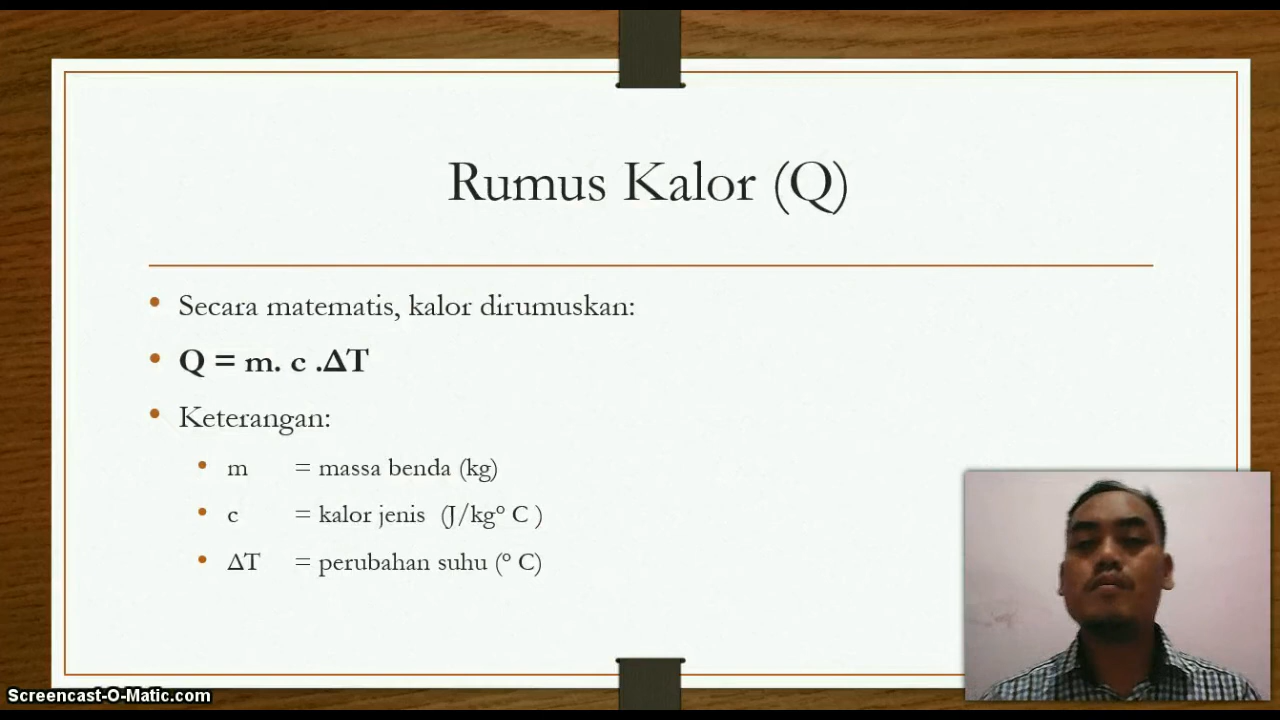 Rumus Kalor (Q)
• Secara matematis, kalor dirumuskan:
• Q = m. c .ΔT
• Keterangan:
• m = massa benda (kg)
• c = kalor jenis (J/kg° C )
• ΔT = perubahan suhu (° C)
Screencast-O-Matic.com